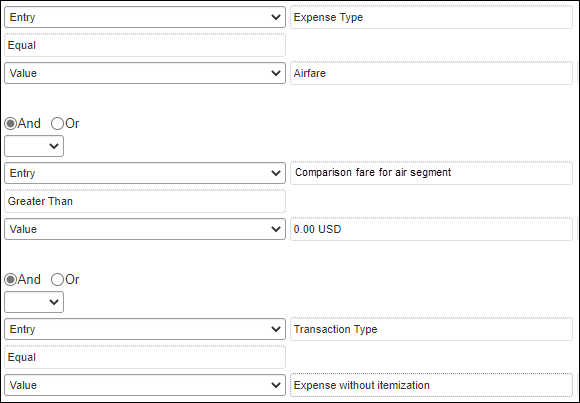 Entry Expense Type
Equal
Value Airfare
And Or
Entry Comparison fare for air segment
Greater Than
Value 0.00 USD
And Or
Entry Transaction Type
Equal
Value Expense without itemization